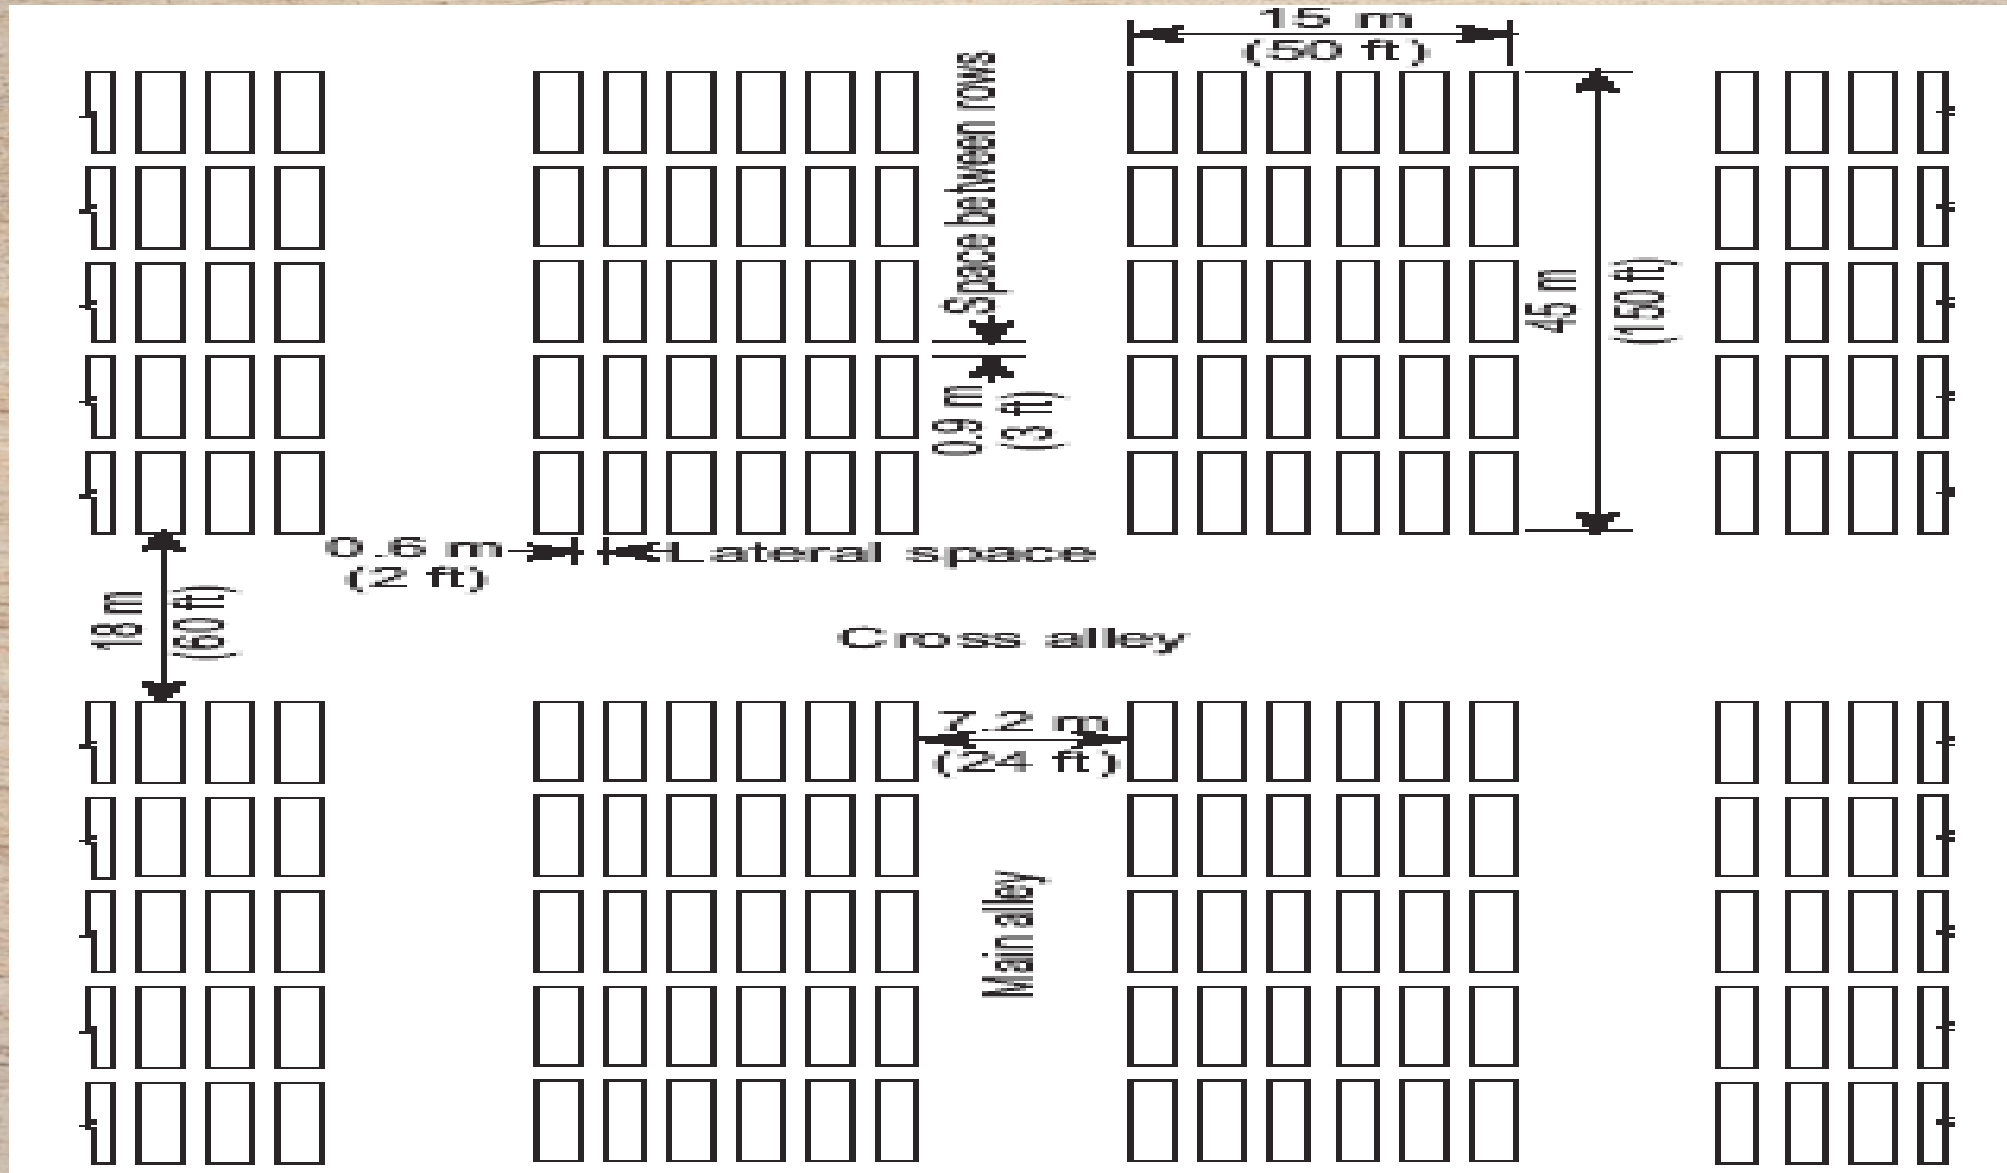 15 m
(50 ft)
Space between rows
0.9 m
(3 ft)
45 m
(150 ft)
0.6 m
(2 ft)
Lateral space
18 m
(60 ft)
Cross alley
7.2 m
(24 ft)
Main alley